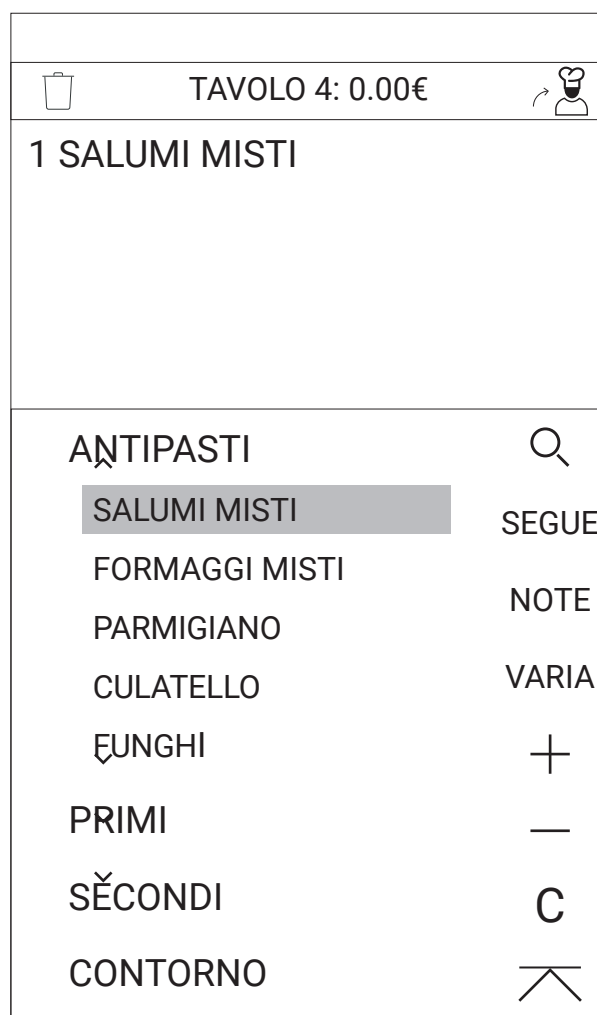 TAVOLO 4: 0.00€
1 SALUMI MISTI
ANTIPASTI
SALUMI MISTI
SEGUE
FORMAGGI MISTI
NOTE
PARMIGIANO
VARIA
CULATELLO
FUNGHI
+
PRIMI
—
SECONDI
C
CONTORNO